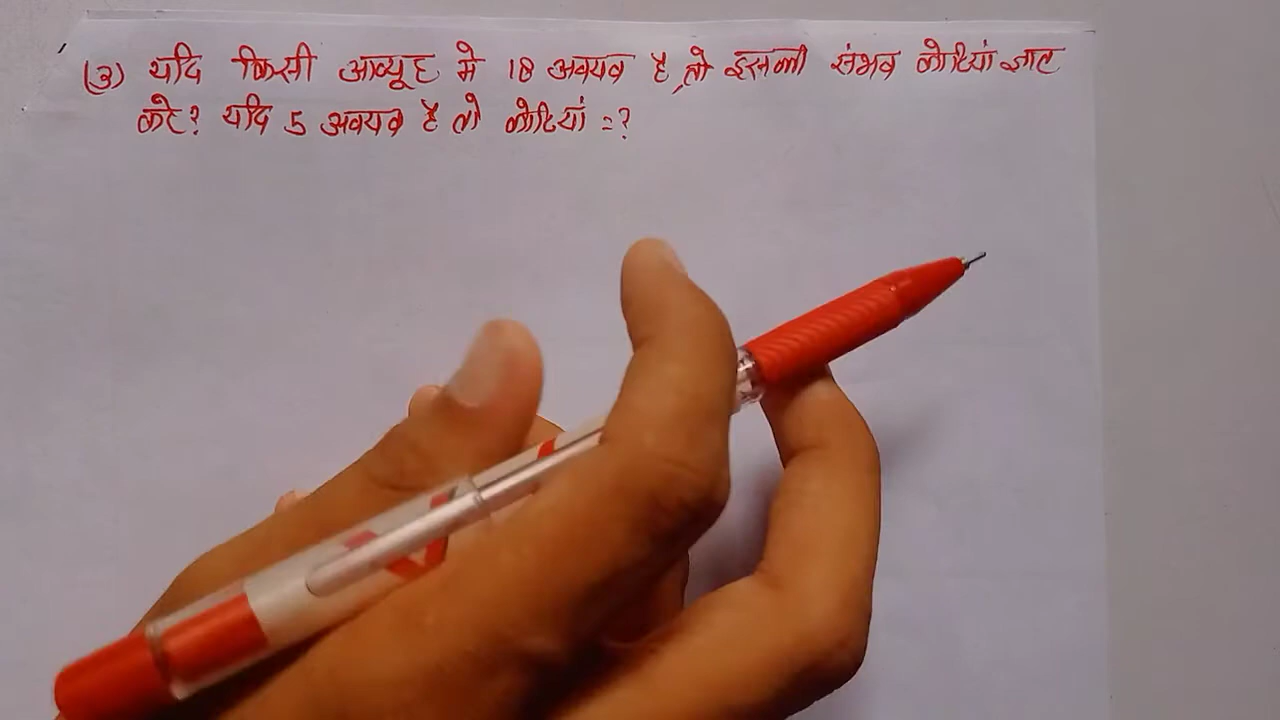 (3) यदि किसी आव्यूह मे 18 अवयव है, तो इसकी संभव कोटियां ज्ञात
करे? यदि 5 अवयव है तो कोटियां =?